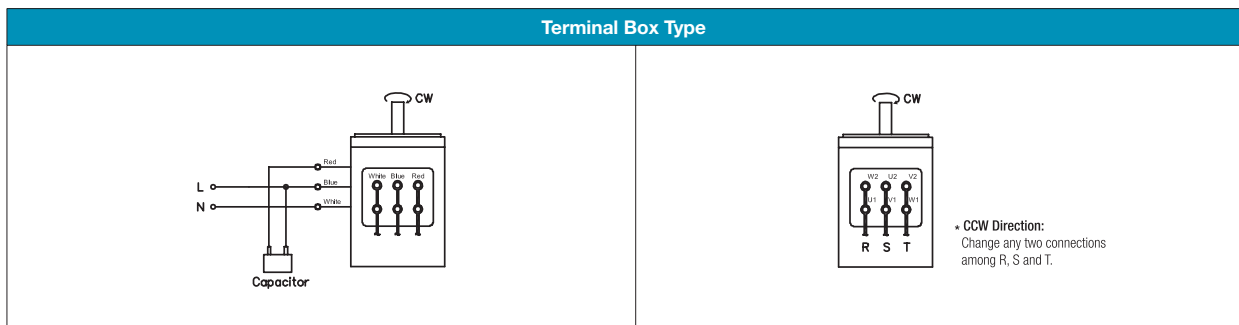 Terminal Box Type
CW
Red
L
Blue
N
White
White Blue Red
Capacitor
CW
W2 U2 V2
U1 V1 W1
R S T
* CCW Direction:
Change any two connections
among R, S and T.